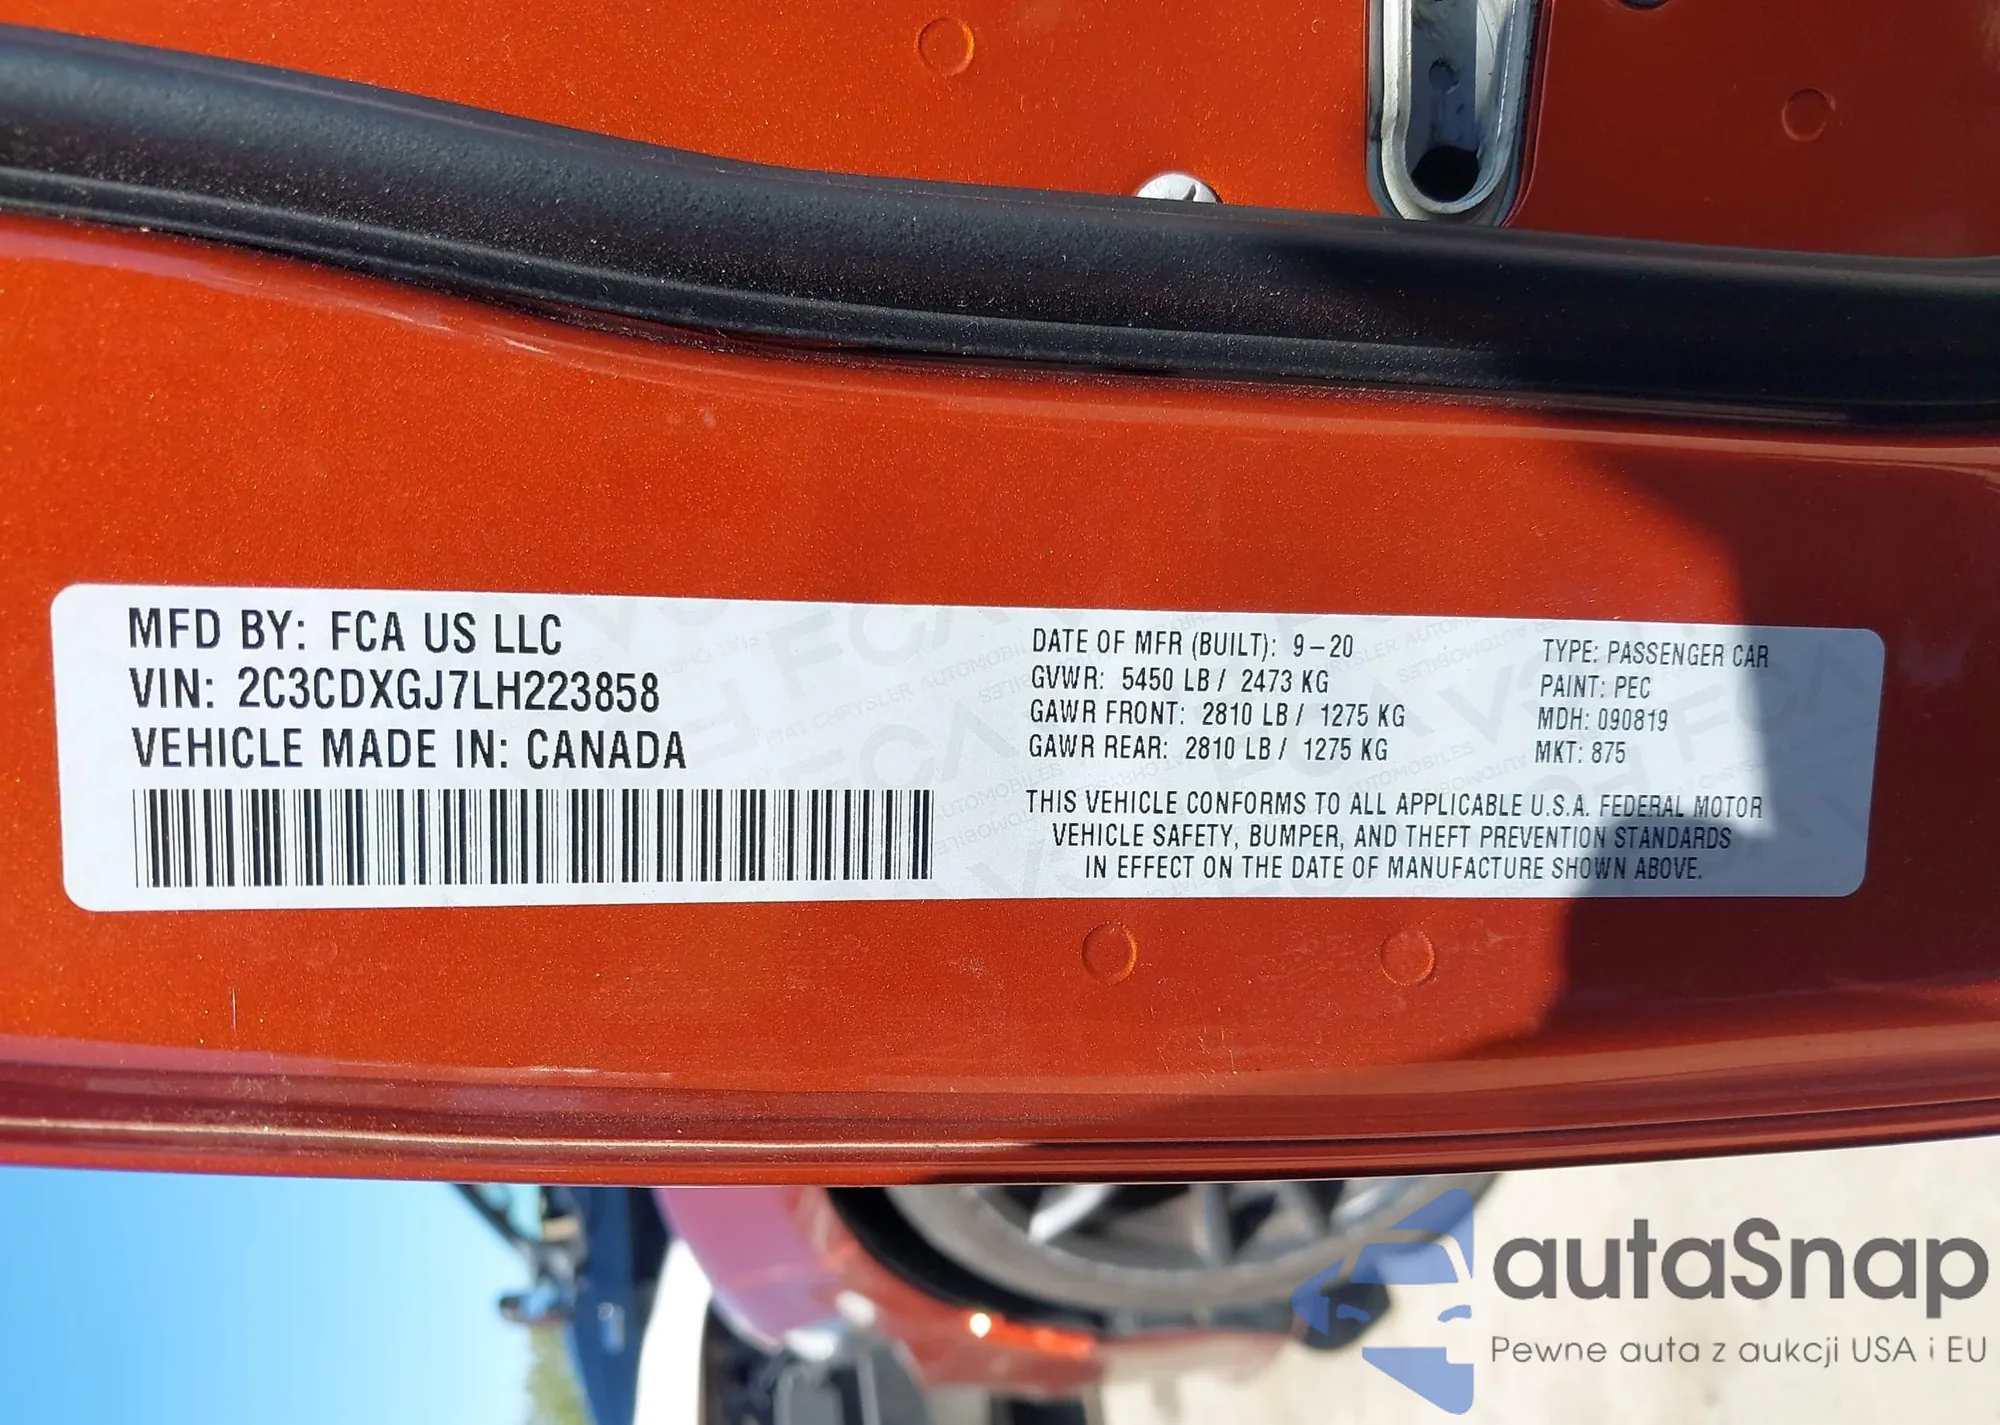 MFD BY: FCA US LLC
VIN: 2C3CDXGJ7LH223858
VEHICLE MADE IN: CANADA
DATE OF MFR (BUILT): 9-20
GVWR: 5450 LB / 2473 KG
GAWR FRONT: 2810 LB / 1275 KG
GAWR REAR: 2810 LB / 1275 KG
TYPE: PASSENGER CAR
PAINT: PEC
MDH: 090819
MKT: 875
THIS VEHICLE CONFORMS TO ALL APPLICABLE U.S.A. FEDERAL MOTOR
VEHICLE SAFETY, BUMPER, AND THEFT PREVENTION STANDARDS
IN EFFECT ON THE DATE OF MANUFACTURE SHOWN ABOVE.
autaSnap
Pewne auta z aukcji USA i EU